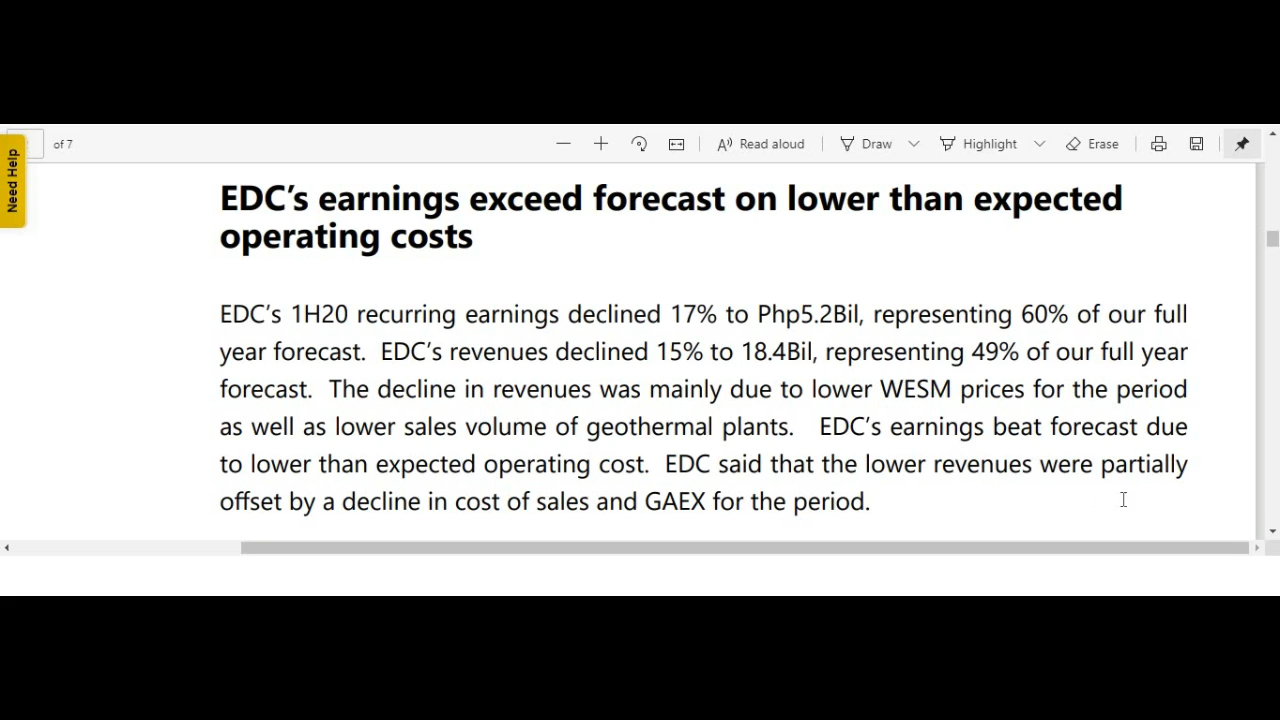 of 7
Read aloud
Draw
Highlight
Erase
Need Help
EDC’s earnings exceed forecast on lower than expected
operating costs
EDC’s 1H20 recurring earnings declined 17% to Php5.2Bil, representing 60% of our full
year forecast. EDC’s revenues declined 15% to 18.4Bil, representing 49% of our full year
forecast. The decline in revenues was mainly due to lower WESM prices for the period
as well as lower sales volume of geothermal plants. EDC’s earnings beat forecast due
to lower than expected operating cost. EDC said that the lower revenues were partially
offset by a decline in cost of sales and GAEX for the period.